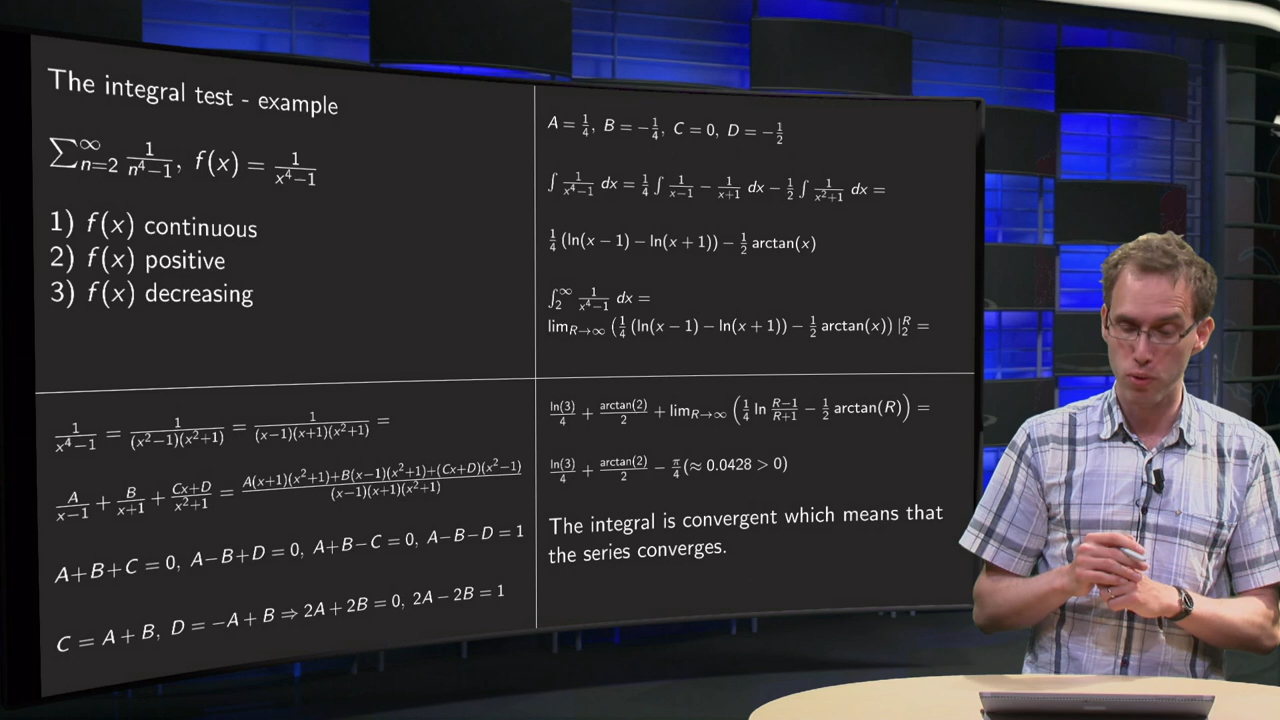 The integral test - example
∑_{n=2}^{∞} 1/(n⁴−1), f(x) = 1/(x⁴−1)
1) f(x) continuous
2) f(x) positive
3) f(x) decreasing
1/(x⁴−1) = 1/((x²−1)(x²+1)) = 1/((x−1)(x+1)(x²+1)) =
A/(x−1) + B/(x+1) + (Cx+D)/(x²+1) = (A(x+1)(x²+1)+B(x−1)(x²+1)+(Cx+D)(x²−1))/((x−1)(x+1)(x²+1))
A+B+C = 0, A−B+D = 0, A+B−C = 0, A−B−D = 1
C = A + B, D = −A + B ⇒ 2A + 2B = 0, 2A − 2B = 1
A = 1/4, B = −1/4, C = 0, D = −1/2
∫ 1/(x⁴−1) dx = 1/4 ∫ 1/(x−1) − 1/(x+1) dx − 1/2 ∫ 1/(x²+1) dx =
1/4 (ln(x − 1) − ln(x + 1)) − 1/2 arctan(x)
∫_2^∞ 1/(x⁴−1) dx =
lim_{R→∞} (1/4 (ln(x − 1) − ln(x + 1)) − 1/2 arctan(x)) |_2^R =
ln(3)/4 + arctan(2)/2 + lim_{R→∞} (1/4 ln (R−1)/(R+1) − 1/2 arctan(R)) =
ln(3)/4 + arctan(2)/2 − π/4 (≈ 0.0428 > 0)
The integral is convergent which means that
the series converges.